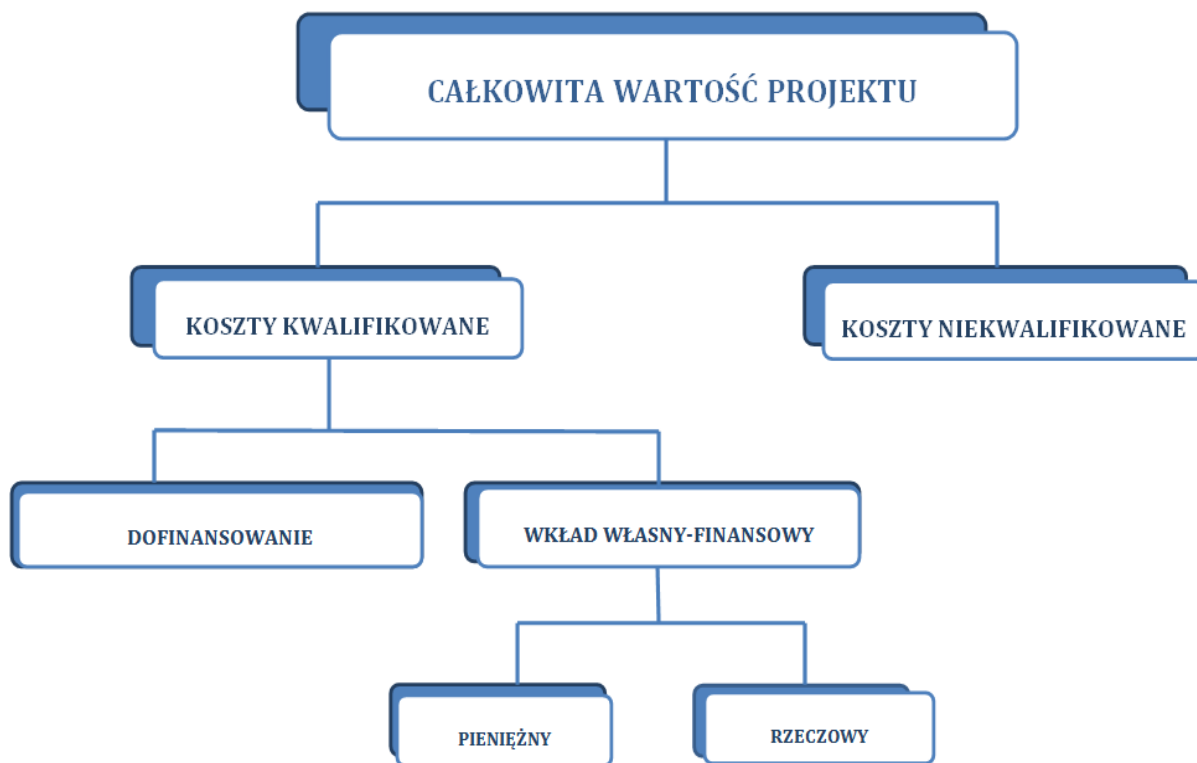 CAŁKOWITA WARTOŚĆ PROJEKTU
KOSZTY KWALIFIKOWANE
KOSZTY NIEKWALIFIKOWANE
DOFINANSOWANIE
WKŁAD WŁASNY-FINANSOWY
PIENIĘŻNY
RZECZOWY